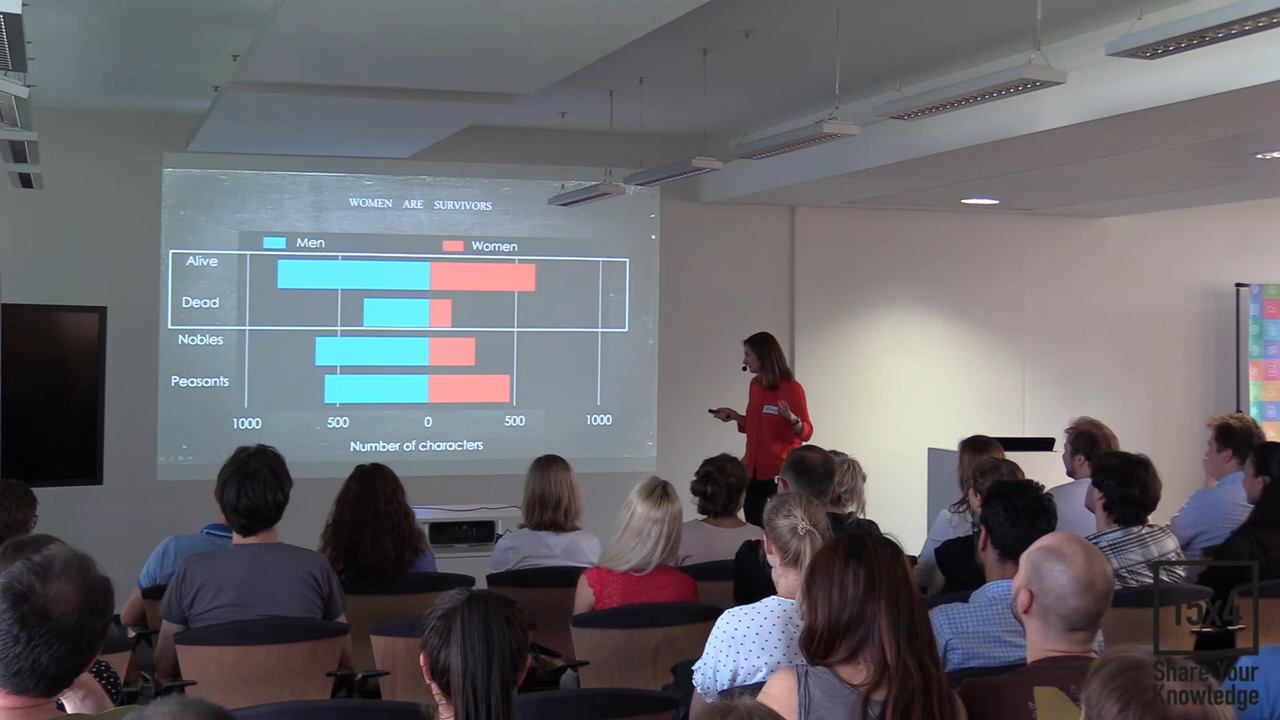 WOMEN ARE SURVIVORS
Men Women
Alive
Dead
Nobles
Peasants
1000 500 0 500 1000
Number of characters
15x4
Share Your
Knowledge